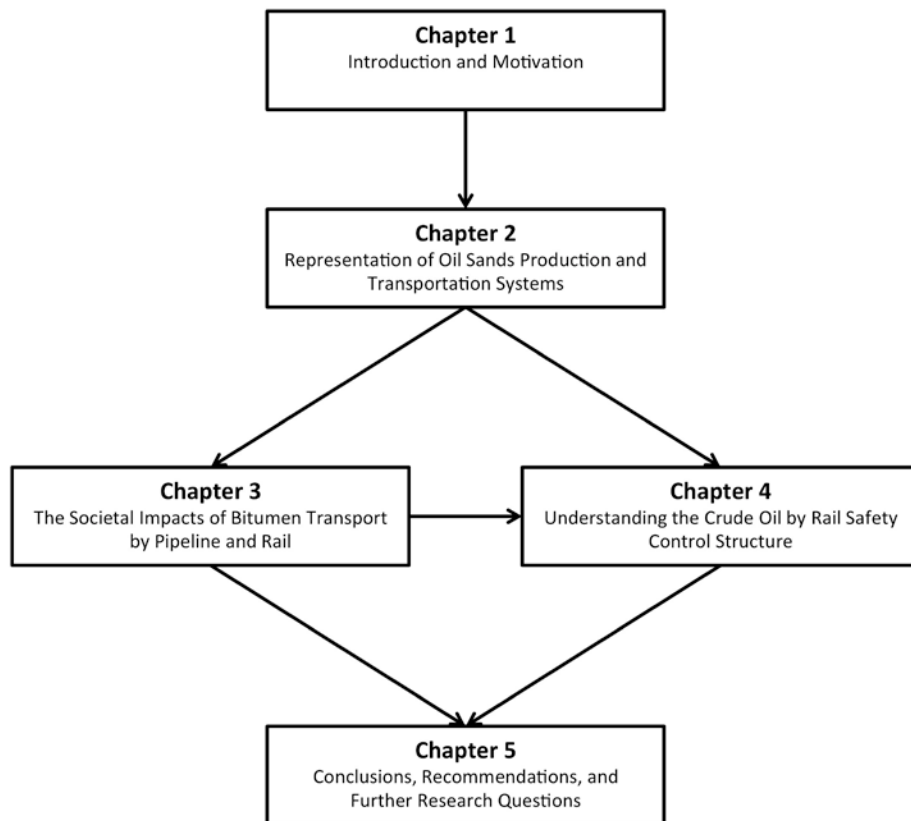 Chapter 1
Introduction and Motivation
Chapter 2
Representation of Oil Sands Production and
Transportation Systems
Chapter 3
The Societal Impacts of Bitumen Transport
by Pipeline and Rail
Chapter 4
Understanding the Crude Oil by Rail Safety
Control Structure
Chapter 5
Conclusions, Recommendations, and
Further Research Questions